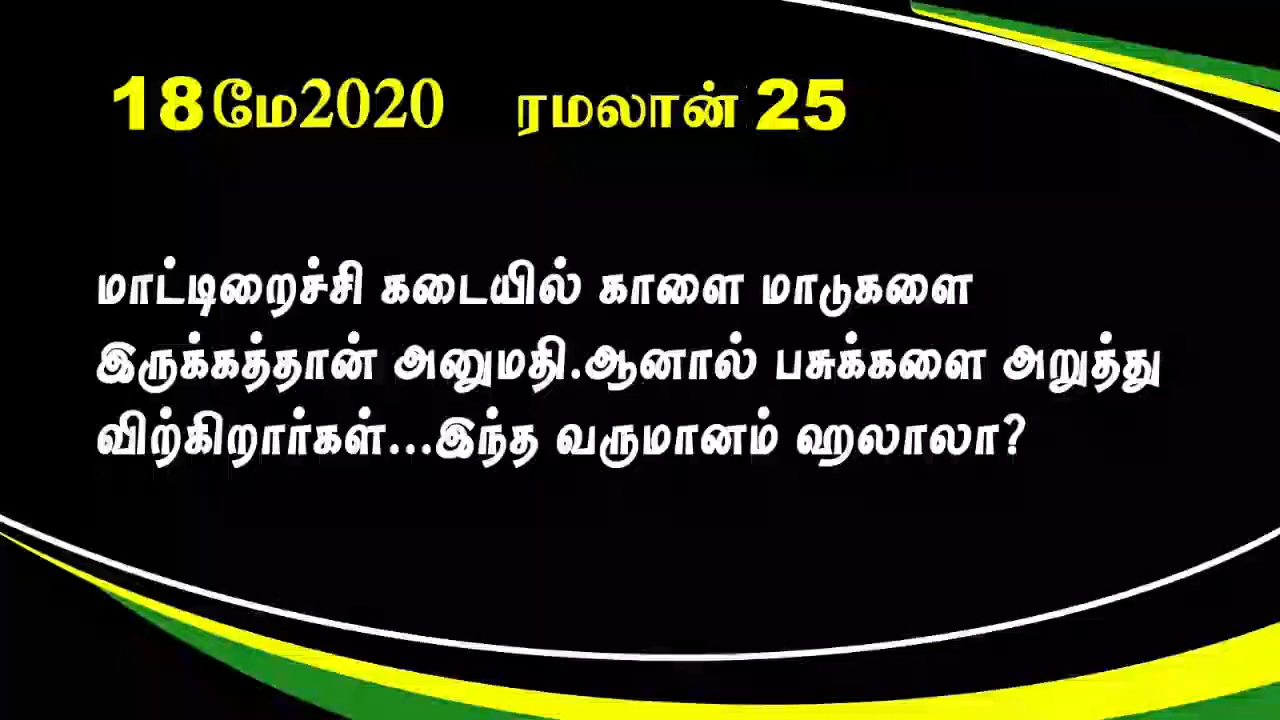 18மே2020 ரமலான் 25
மாட்டிறைச்சி கடையில் காளை மாடுகளை
இருக்கத்தான் அனுமதி.ஆனால் பசுக்களை அறுத்து
விற்கிறார்கள்...இந்த வருமானம் ஹலாலா?